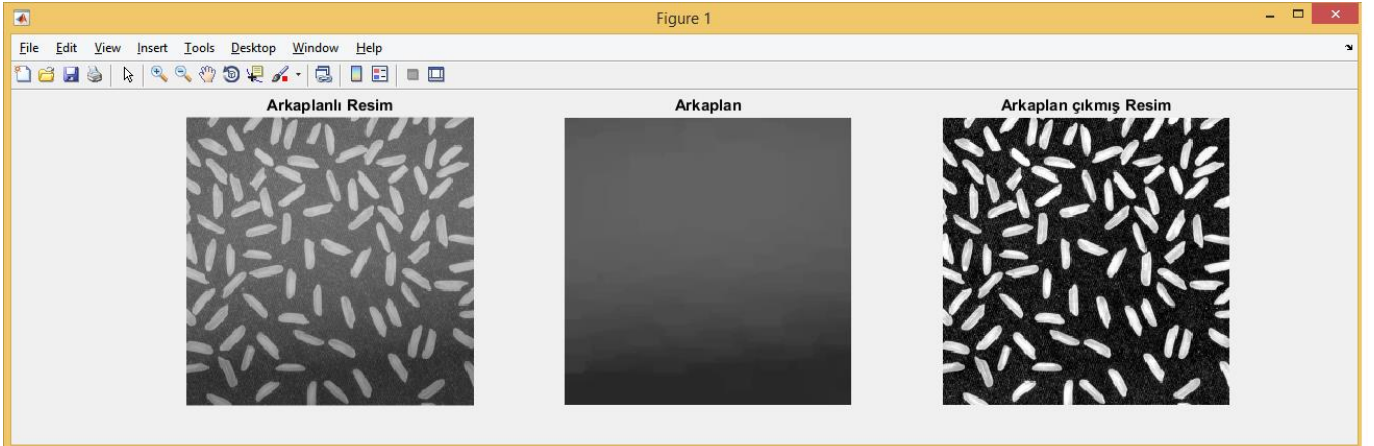 Figure 1
File Edit View Insert Tools Desktop Window Help
Arkaplanlı Resim
Arkaplan
Arkaplan çıkmış Resim